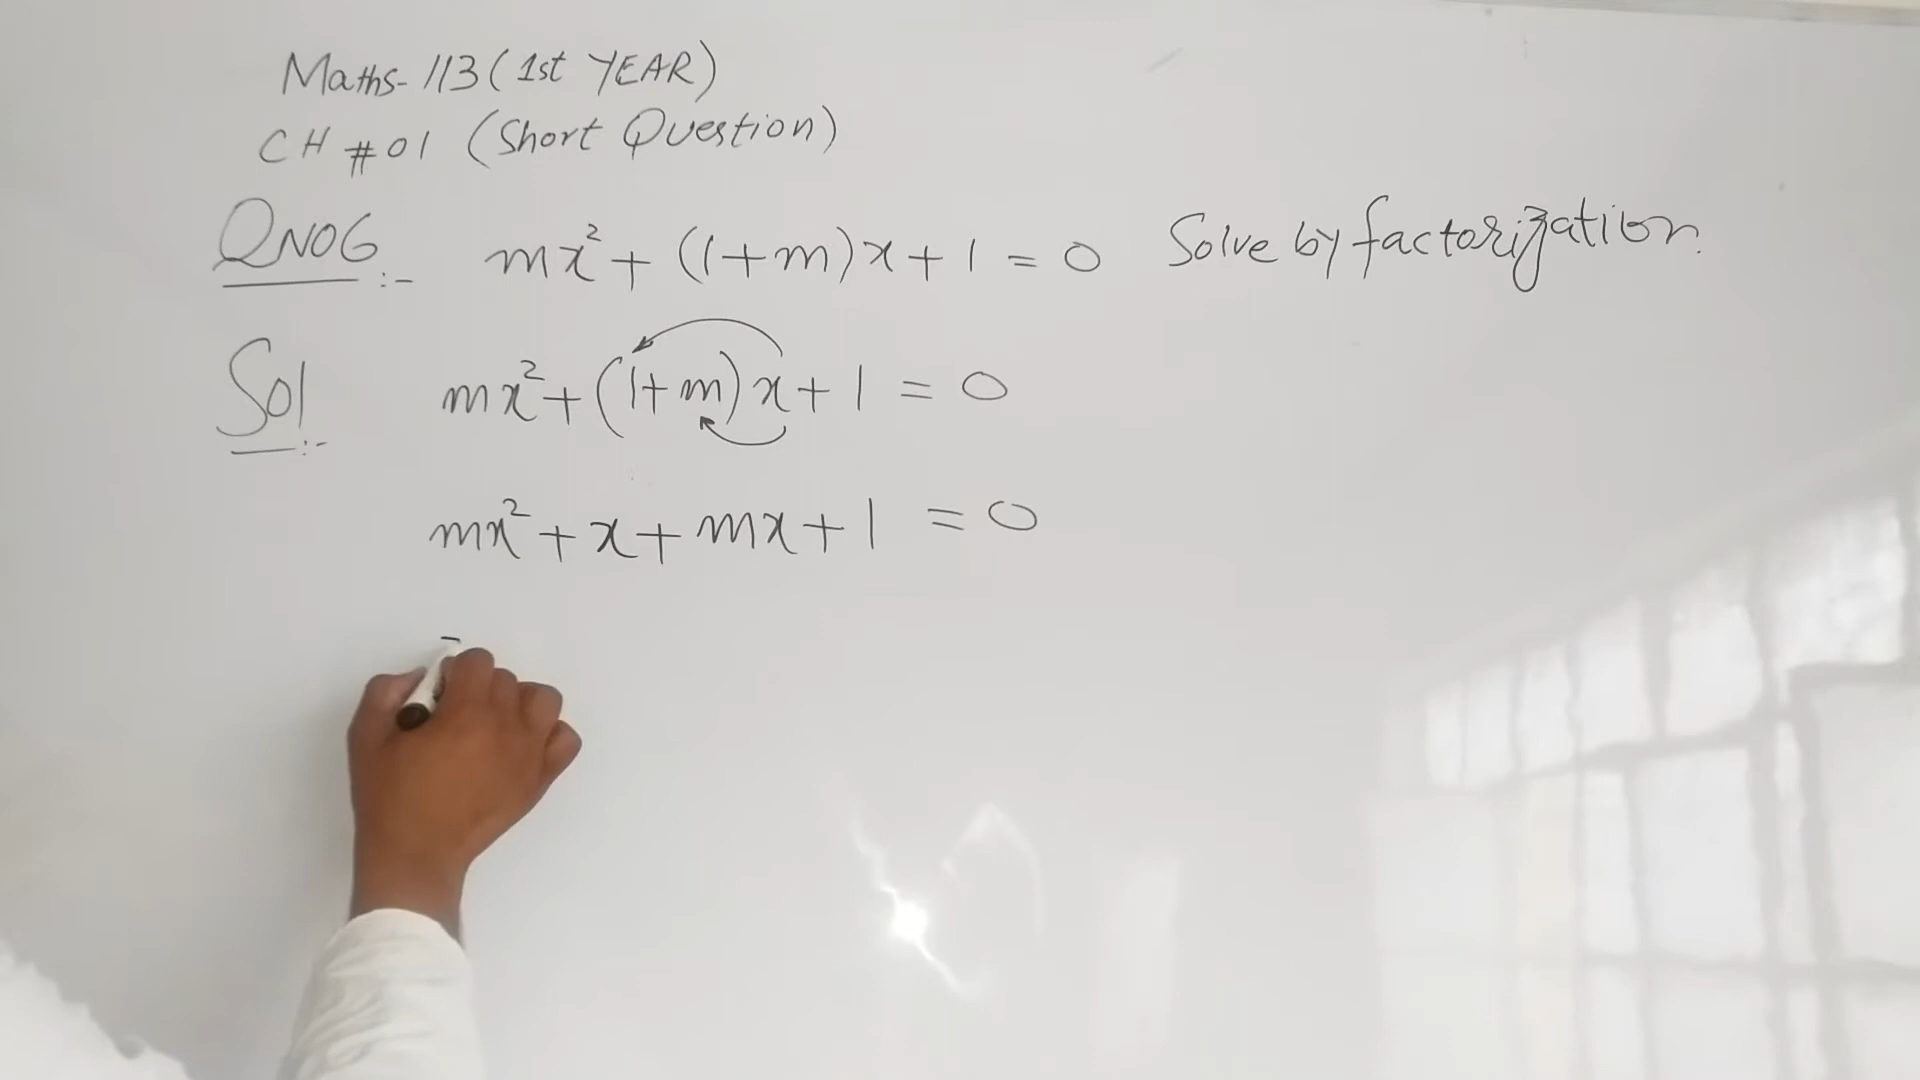 Maths-113 (1st YEAR)
CH #01 (Short Question)
QNO6 :- mx² + (1+m)x+1 = 0 Solve by factorization.
Sol :- mx² + (1+m)x+1 = 0
mx² + x + mx + 1 = 0